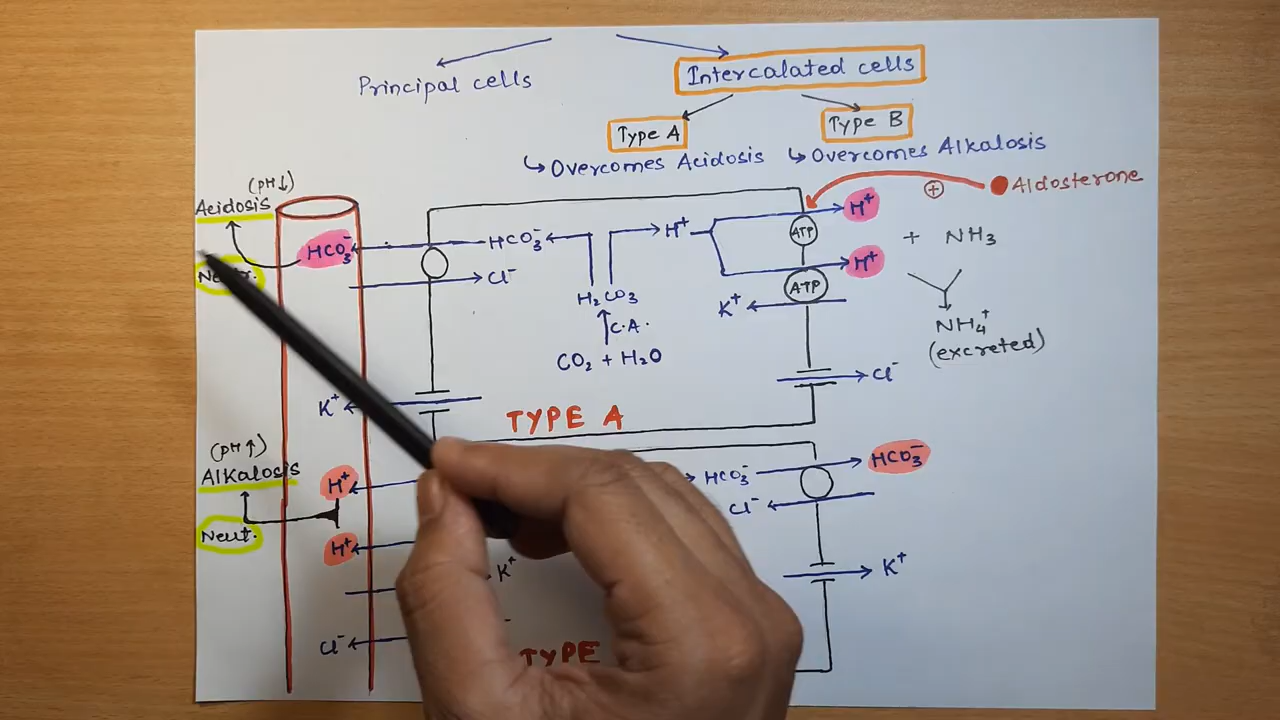 Principal cells
Intercalated cells
Type A
Type B
↳ Overcomes Acidosis
↳ Overcomes Alkalosis
(pH↓)
Acidosis
Aldosterone
+
HCO₃⁻
HCO₃⁻
H⁺
H⁺
ATP
+ NH₃
Cl⁻
H₂CO₃
C.A.
CO₂ + H₂O
H⁺
ATP
K⁺
NH₄⁺
(excreted)
Cl⁻
K⁺
TYPE A
(pH↑)
Alkalosis
H⁺
HCO₃⁻
HCO₃⁻
Cl⁻
Neut.
H⁺
K⁺
K⁺
Cl⁻
TYPE